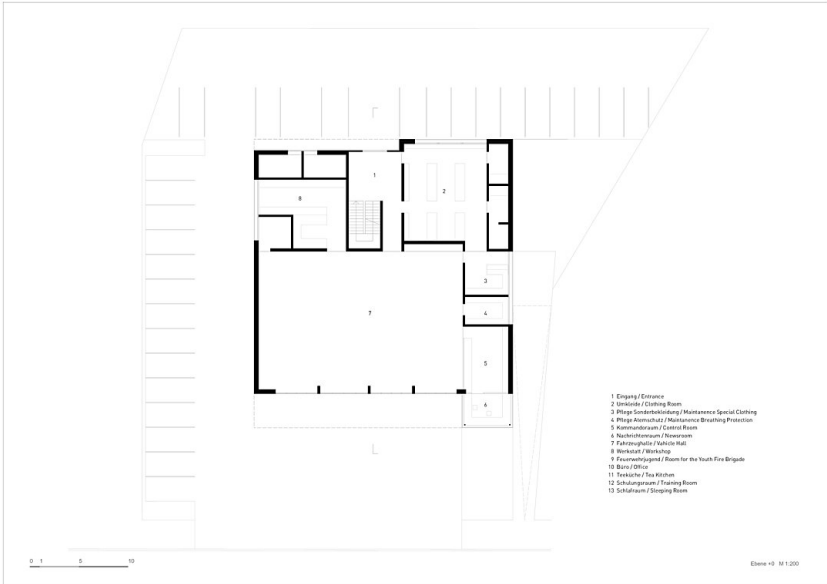 1
2
8
3
7
4
5
6
1 Eingang / Entrance
2 Umkleide / Clothing Room
3 Pflege Sonderbekleidung / Maintanence Special Clothing
4 Pflege Atemschutz / Maintanence Breathing Protection
5 Kommandoraum / Control Room
6 Nachrichtenraum / Newsroom
7 Fahrzeughalle / Vahicle Hall
8 Werkstatt / Workshop
9 Feuerwehrjugend / Room for the Youth Fire Brigade
10 Büro / Office
11 Teeküche / Tea Kitchen
12 Schulungsraum / Training Room
13 Schlafraum / Sleeping Room
0 1 5 10
Ebene +0 M 1:200